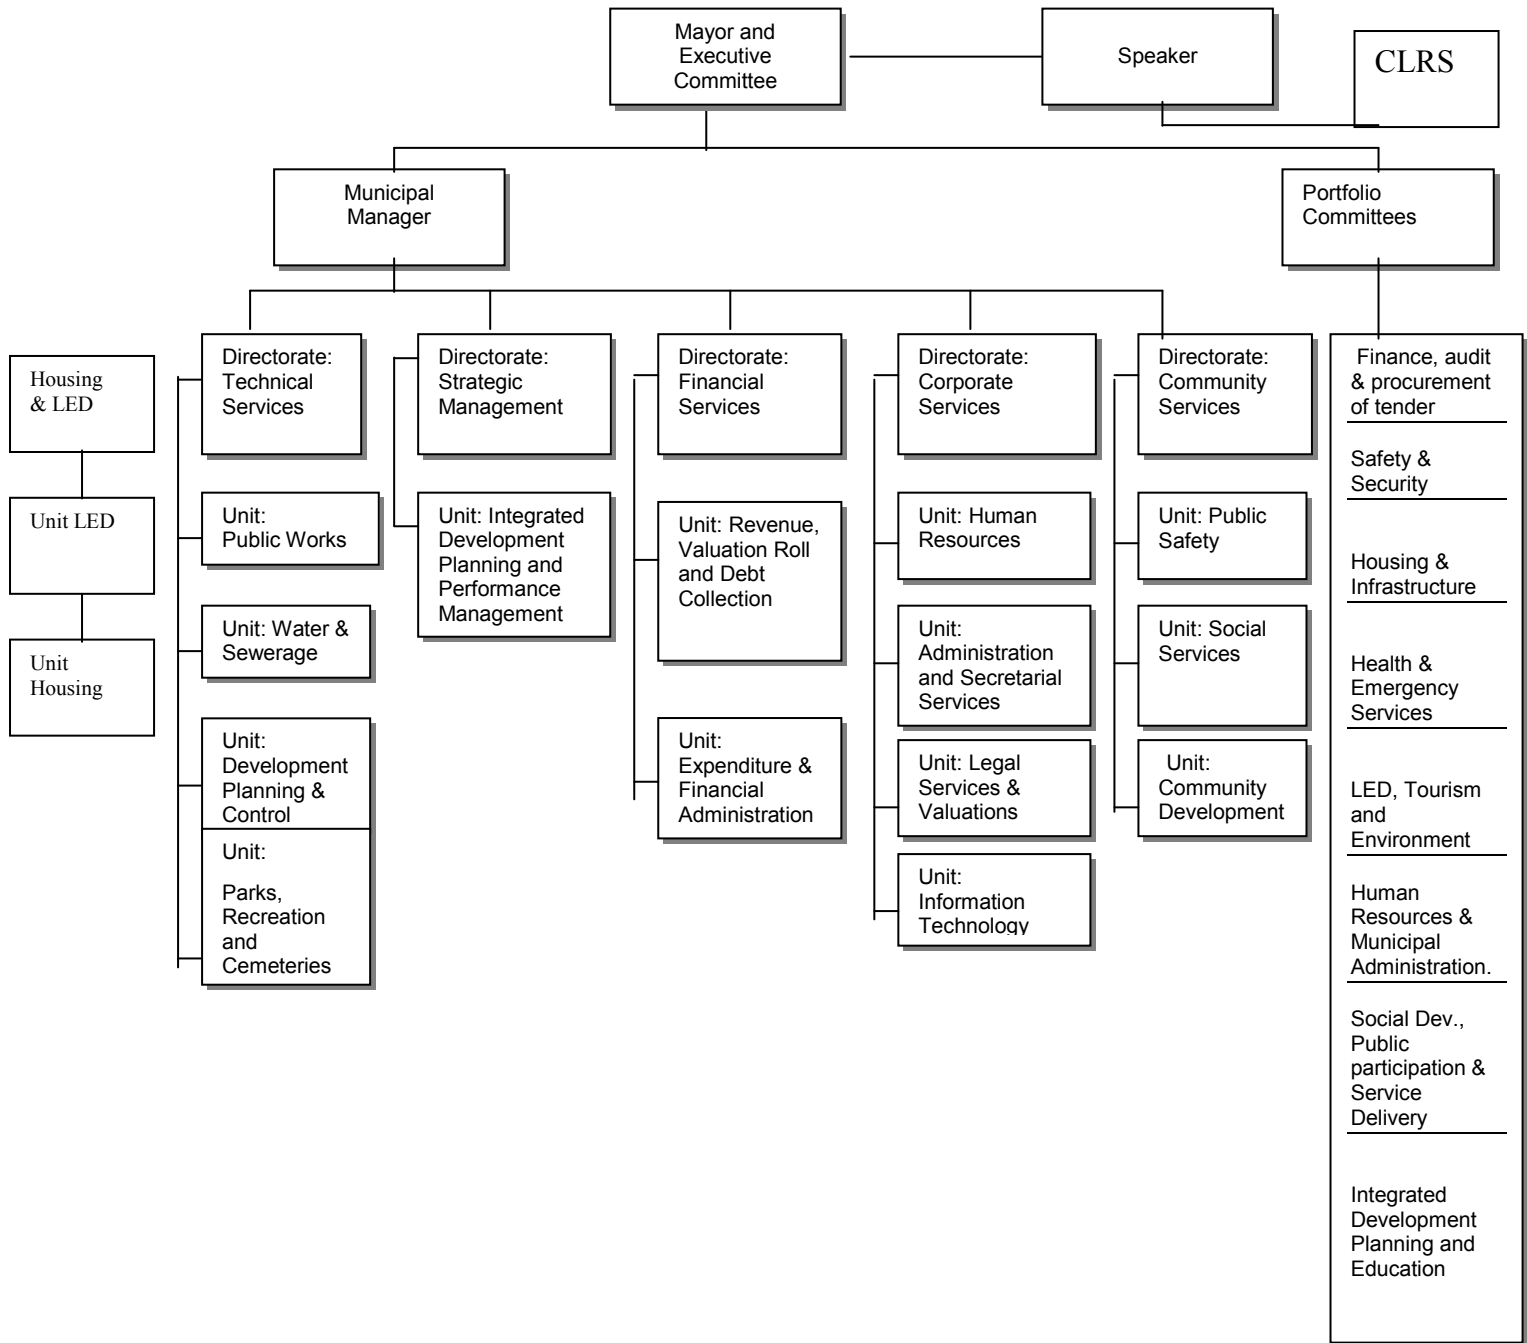 Mayor and
Executive
Committee
Speaker
CLRS
Municipal
Manager
Portfolio
Committees
Housing
& LED
Unit LED
Unit
Housing
Directorate:
Technical
Services
Unit:
Public Works
Unit: Water &
Sewerage
Unit:
Development
Planning &
Control
Unit:
Parks,
Recreation
and
Cemeteries
Directorate:
Strategic
Management
Unit: Integrated
Development
Planning and
Performance
Management
Directorate:
Financial
Services
Unit: Revenue,
Valuation Roll
and Debt
Collection
Unit:
Expenditure &
Financial
Administration
Directorate:
Corporate
Services
Unit: Human
Resources
Unit:
Administration
and Secretarial
Services
Unit: Legal
Services &
Valuations
Unit:
Information
Technology
Directorate:
Community
Services
Unit: Public
Safety
Unit: Social
Services
Unit:
Community
Development
Finance, audit
& procurement
of tender
Safety &
Security
Housing &
Infrastructure
Health &
Emergency
Services
LED, Tourism
and
Environment
Human
Resources &
Municipal
Administration.
Social Dev.,
Public
participation &
Service
Delivery
Integrated
Development
Planning and
Education